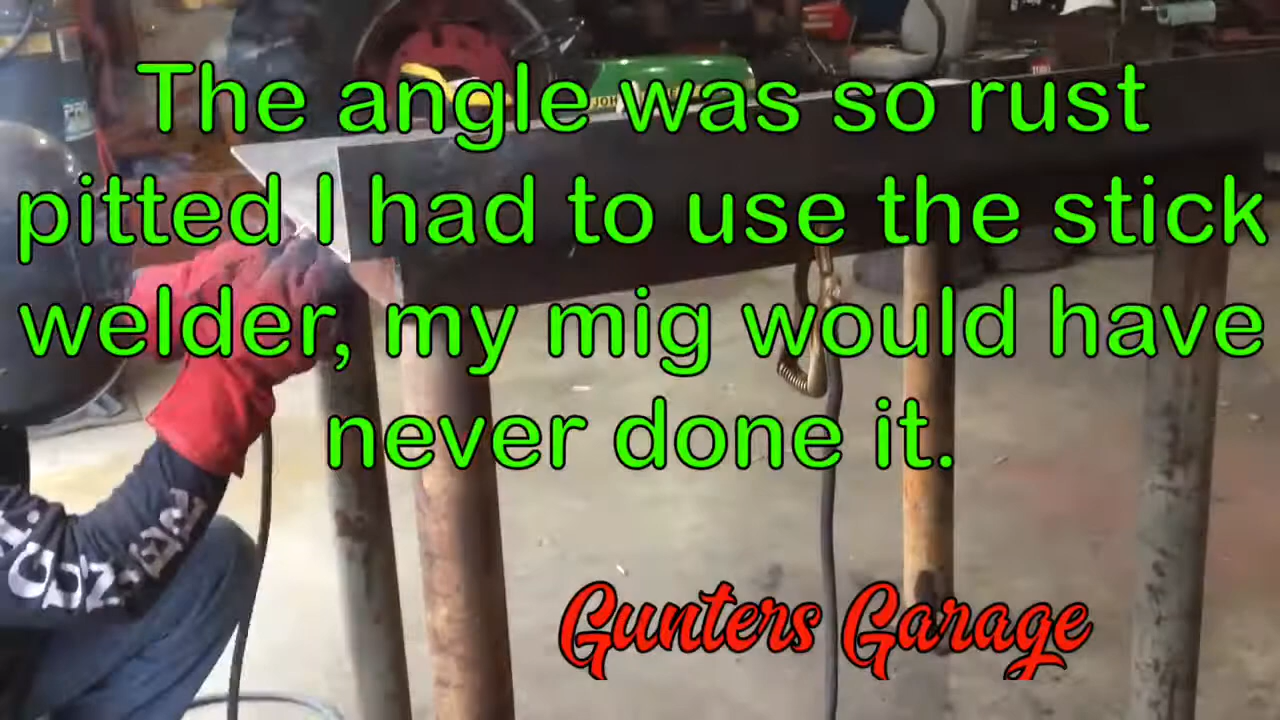 The angle was so rust
pitted I had to use the stick
welder, my mig would have
never done it.
Gunters Garage